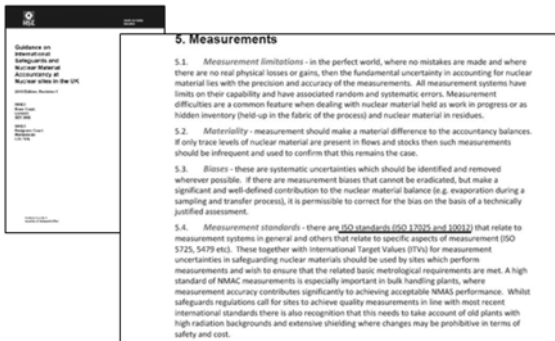 HSE
Guidance on
International
Safeguards and
Nuclear Material
Accountancy at
Nuclear sites in the UK
5. Measurements
5.1. Measurement limitations - in the perfect world, where no mistakes are made and where
there are no real physical losses or gains, then the fundamental uncertainty in accounting for nuclear
material lies with the precision and accuracy of the measurements. All measurement systems have
limits on their capability and have associated random and systematic errors. Measurement
difficulties are a common feature when dealing with nuclear material held as work in progress or as
hidden inventory (held-up in the fabric of the process) and nuclear material in residues.
5.2. Materiality - measurement should make a material difference to the accountancy balances.
If only trace levels of nuclear material are present in flows and stocks then such measurements
should be infrequent and used to confirm that this remains the case.
5.3. Biases - these are systematic uncertainties which should be identified and removed
wherever possible. If there are measurement biases that cannot be eradicated, but make a
significant and well-defined contribution to the nuclear material balance (e.g. evaporation during a
sampling and transfer process), it is permissible to correct for the bias on the basis of a technically
justified assessment.
5.4. Measurement standards - there are ISO standards (ISO 17025 and 10012) that relate to
measurement systems in general and others that relate to specific aspects of measurement (ISO
5725, 5479 etc). These together with International Target Values (ITVs) for measurement
uncertainties in safeguarding nuclear materials should be used by sites which perform
measurements and wish to ensure that the related basic metrological requirements are met. A high
standard of NMAC measurements is especially important in bulk handling plants, where
measurement accuracy contributes significantly to achieving acceptable NMAS performance. Whilst
safeguards regulations call for sites to achieve quality measurements in line with most recent
international standards there is also recognition that this needs to take account of old plants with
high radiation backgrounds and extensive shielding where changes may be prohibitive in terms of
safety and cost.